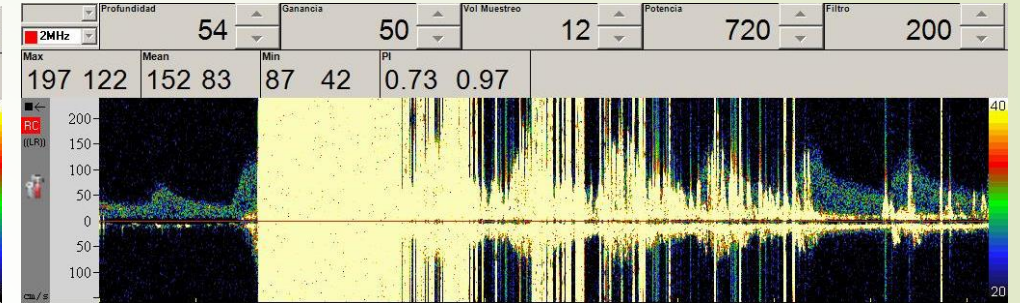 Profundidad Ganancia Vol Muestreo Potencia Filtro
2MHz 54 50 12 720 200
Max Mean Min PI
197 122 152 83 87 42 0.73 0.97
RC
((LR))
200
150
100
50
0
50
100
cm/s
40
20